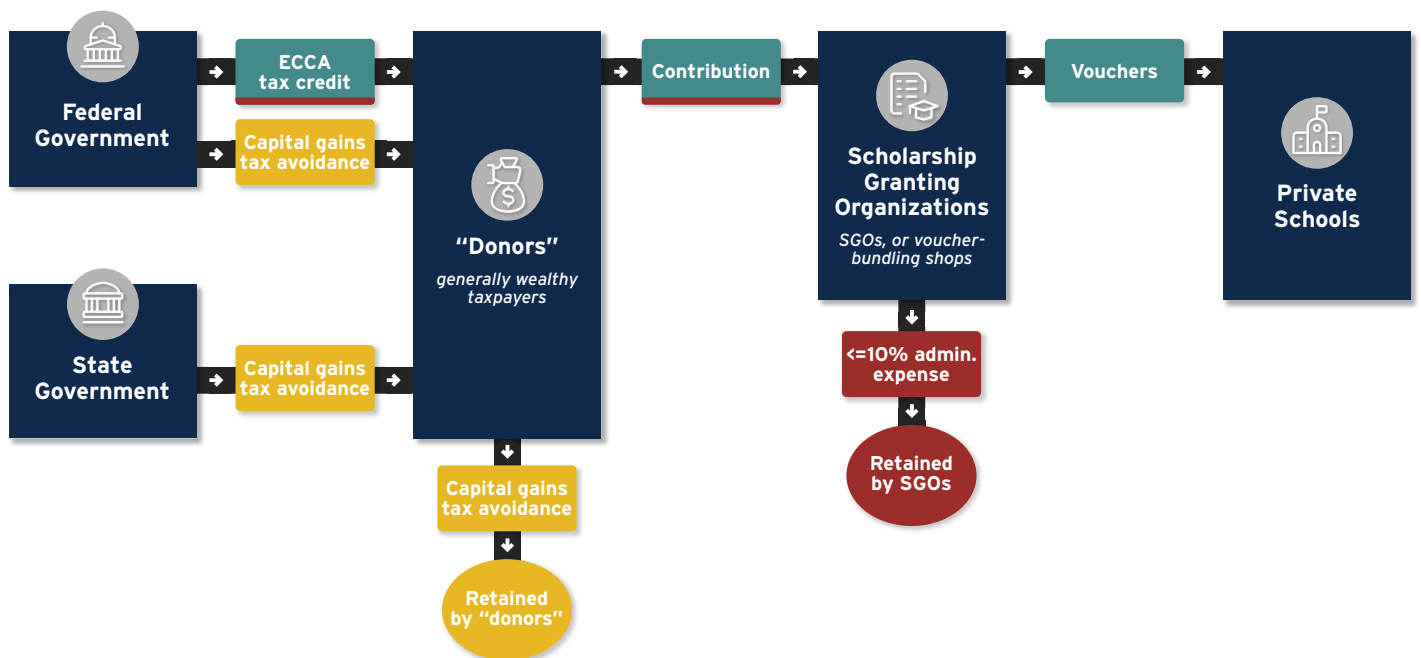 Federal
Government
ECCA
tax credit
Capital gains
tax avoidance
State
Government
Capital gains
tax avoidance
“Donors”
generally wealthy
taxpayers
Capital gains
tax avoidance
Retained
by “donors”
Contribution
Scholarship
Granting
Organizations
SGOs, or voucher-
bundling shops
<=10% admin.
expense
Retained
by SGOs
Vouchers
Private
Schools